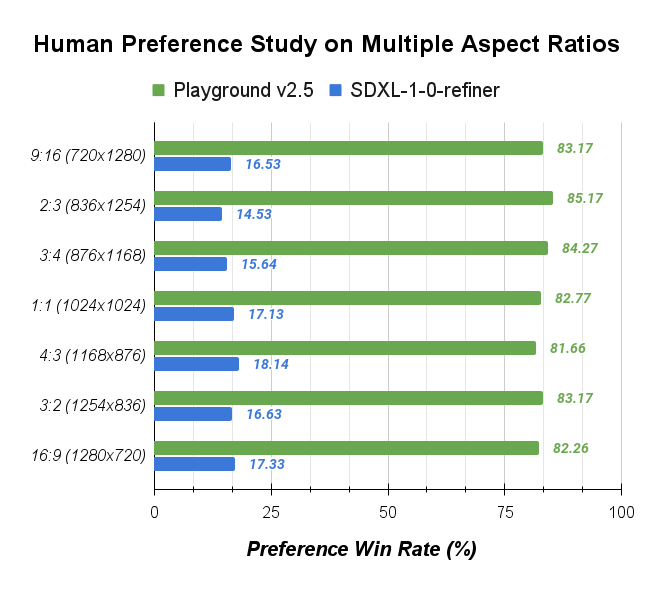 Human Preference Study on Multiple Aspect Ratios
Playground v2.5 SDXL-1-0-refiner
9:16 (720x1280) 83.17
16.53
2:3 (836x1254) 85.17
14.53
3:4 (876x1168) 84.27
15.64
1:1 (1024x1024) 82.77
17.13
4:3 (1168x876) 81.66
18.14
3:2 (1254x836) 83.17
16.63
16:9 (1280x720) 82.26
17.33
0 25 50 75 100
Preference Win Rate (%)